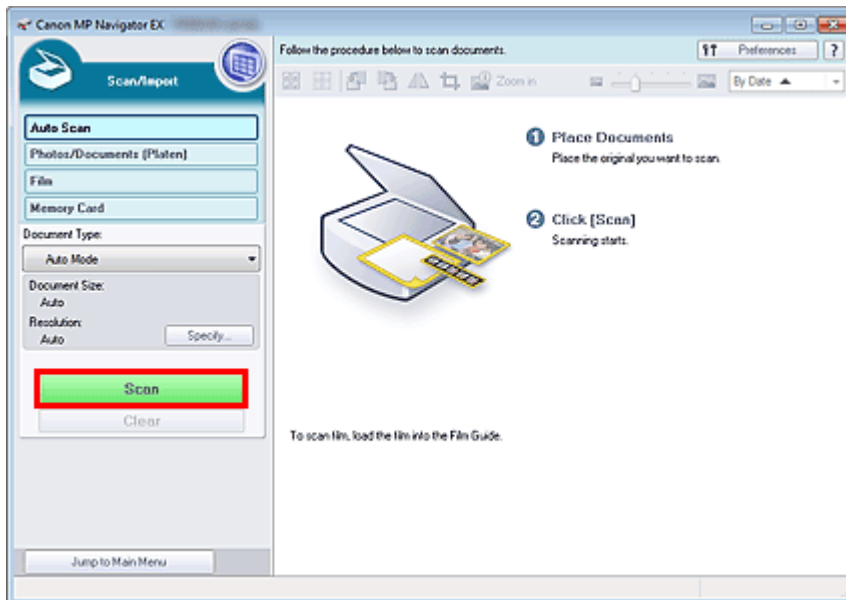 Canon MP Navigator EX
Scan/Import
Follow the procedure below to scan documents.
Preferences
?
Zoom in
By Date
Auto Scan
Photos/Documents (Platen)
Film
Memory Card
Document Type:
Auto Mode
Document Size:
Auto
Resolution:
Auto
Specify...
Scan
Clear
Jump to Main Menu
1 Place Documents
Place the original you want to scan.
2 Click [Scan]
Scanning starts.
To scan film, load the film into the Film Guide.